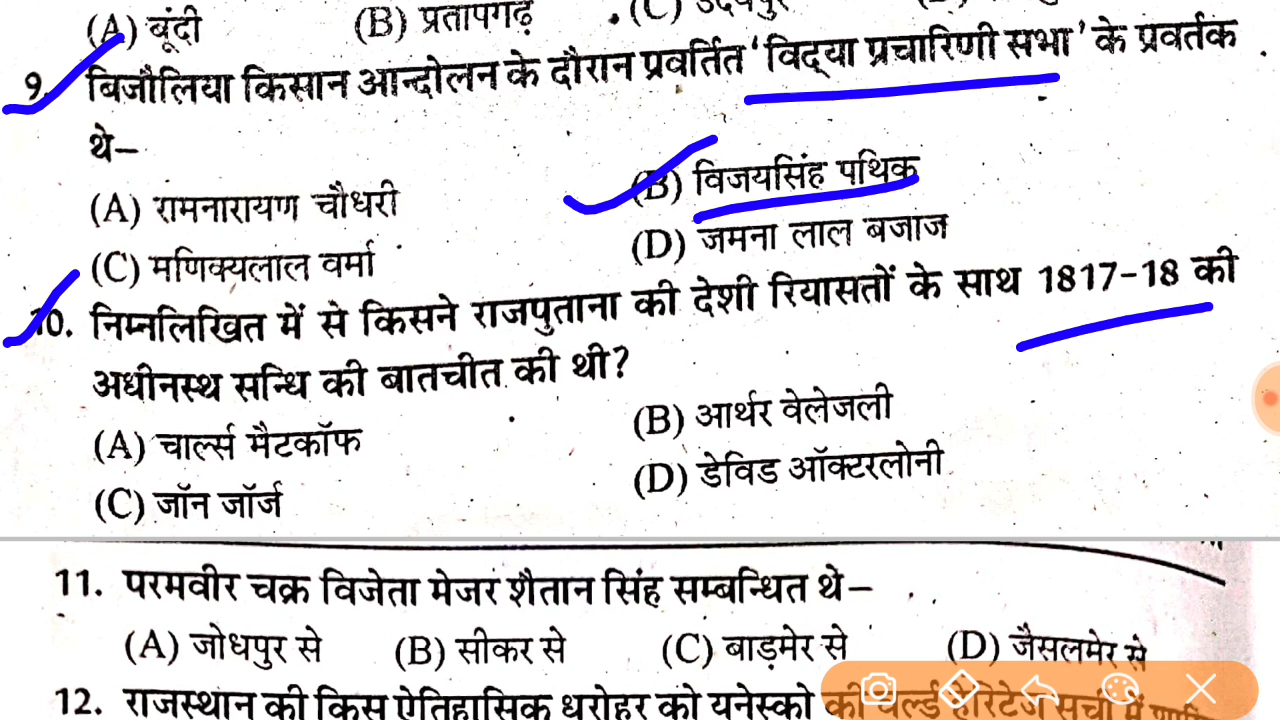 (A) बूंदी (B) प्रतापगढ़ (C) उदयपुर
9. बिजौलिया किसान आन्दोलन के दौरान प्रवर्तित ‘विद्या प्रचारिणी सभा’ के प्रवर्तक
थे–
(A) रामनारायण चौधरी (B) विजयसिंह पथिक
(C) मणिक्यलाल वर्मा (D) जमना लाल बजाज
10. निम्नलिखित में से किसने राजपुताना की देशी रियासतों के साथ 1817-18 की
अधीनस्थ सन्धि की बातचीत की थी?
(A) चार्ल्स मैटकॉफ (B) आर्थर वेलेजली
(C) जॉन जॉर्ज (D) डेविड ऑक्टरलोनी
11. परमवीर चक्र विजेता मेजर शैतान सिंह सम्बन्धित थे–
(A) जोधपुर से (B) सीकर से (C) बाड़मेर से (D) जैसलमेर से
12. राजस्थान की किस ऐतिहासिक धरोहर को यूनेस्को की वर्ल्ड हेरिटेज सूची में